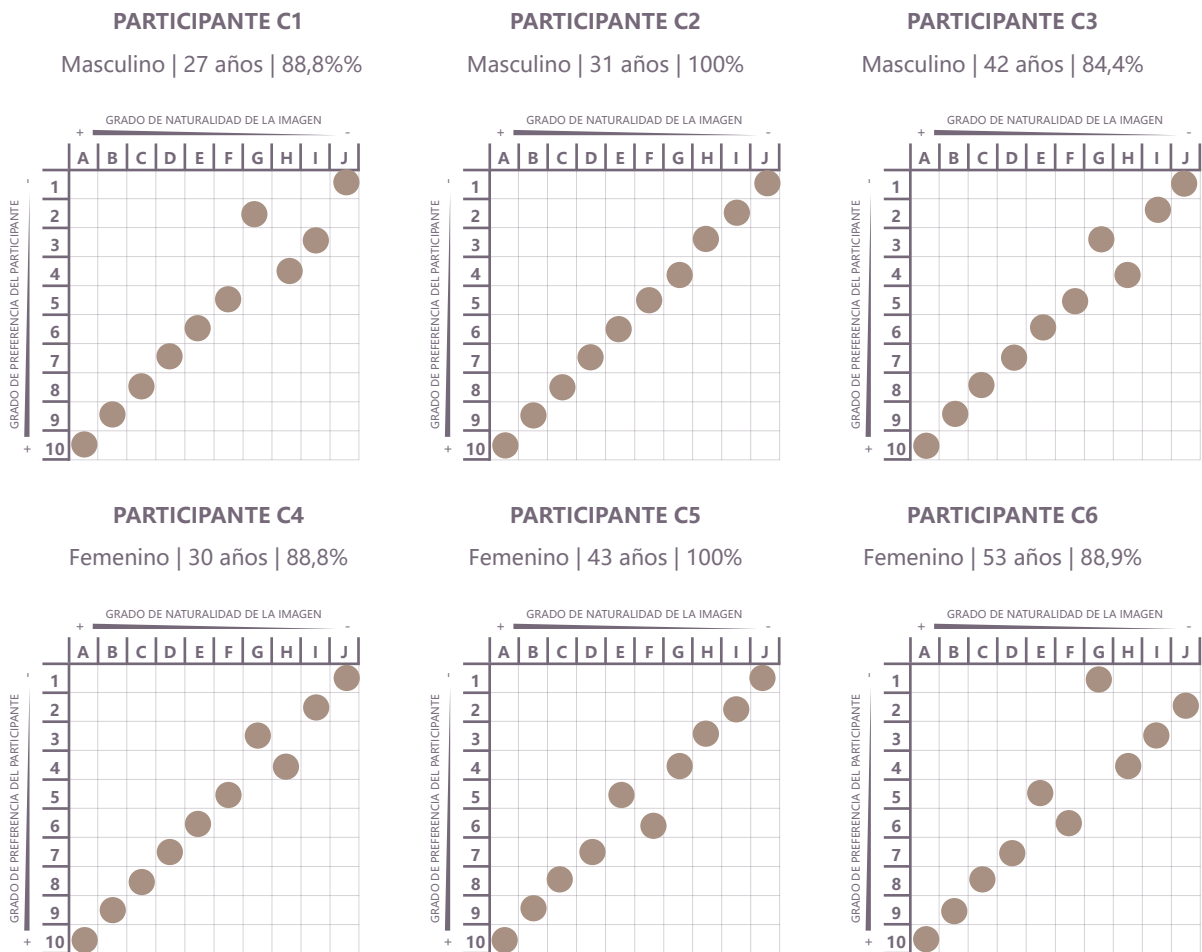 PARTICIPANTE C1
Masculino | 27 años | 88,8%%
GRADO DE NATURALIDAD DE LA IMAGEN
+ -
A B C D E F G H I J
GRADO DE PREFERENCIA DEL PARTICIPANTE
-
1
2
3
4
5
6
7
8
9
10
+
PARTICIPANTE C2
Masculino | 31 años | 100%
GRADO DE NATURALIDAD DE LA IMAGEN
+ -
A B C D E F G H I J
GRADO DE PREFERENCIA DEL PARTICIPANTE
-
1
2
3
4
5
6
7
8
9
10
+
PARTICIPANTE C3
Masculino | 42 años | 84,4%
GRADO DE NATURALIDAD DE LA IMAGEN
+ -
A B C D E F G H I J
GRADO DE PREFERENCIA DEL PARTICIPANTE
-
1
2
3
4
5
6
7
8
9
10
+
PARTICIPANTE C4
Femenino | 30 años | 88,8%
GRADO DE NATURALIDAD DE LA IMAGEN
+ -
A B C D E F G H I J
GRADO DE PREFERENCIA DEL PARTICIPANTE
-
1
2
3
4
5
6
7
8
9
10
+
PARTICIPANTE C5
Femenino | 43 años | 100%
GRADO DE NATURALIDAD DE LA IMAGEN
+ -
A B C D E F G H I J
GRADO DE PREFERENCIA DEL PARTICIPANTE
-
1
2
3
4
5
6
7
8
9
10
+
PARTICIPANTE C6
Femenino | 53 años | 88,9%
GRADO DE NATURALIDAD DE LA IMAGEN
+ -
A B C D E F G H I J
GRADO DE PREFERENCIA DEL PARTICIPANTE
-
1
2
3
4
5
6
7
8
9
10
+